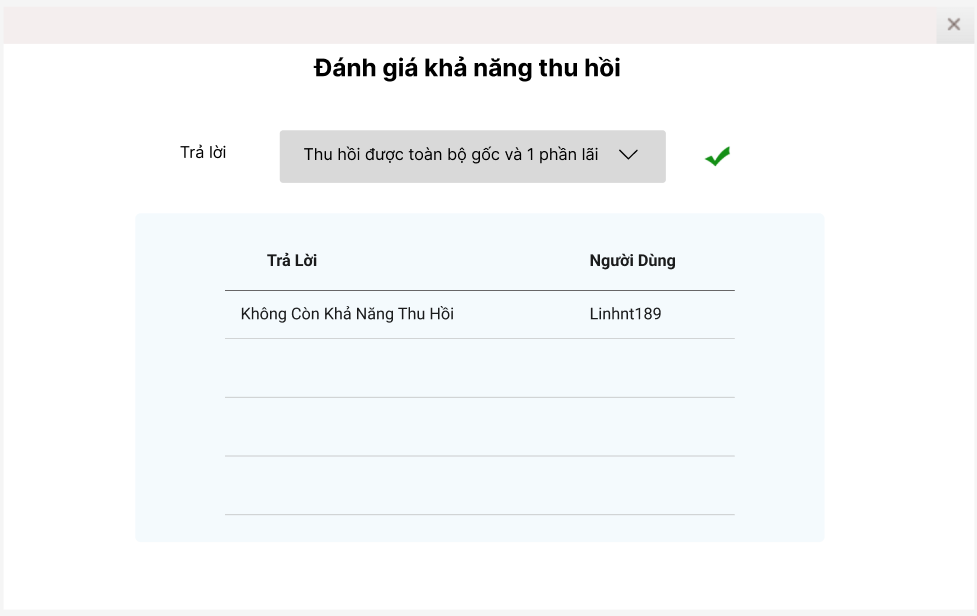 Đánh giá khả năng thu hồi
Trả lời
Thu hồi được toàn bộ gốc và 1 phần lãi
Trả Lời Người Dùng
Không Còn Khả Năng Thu Hồi Linhnt189